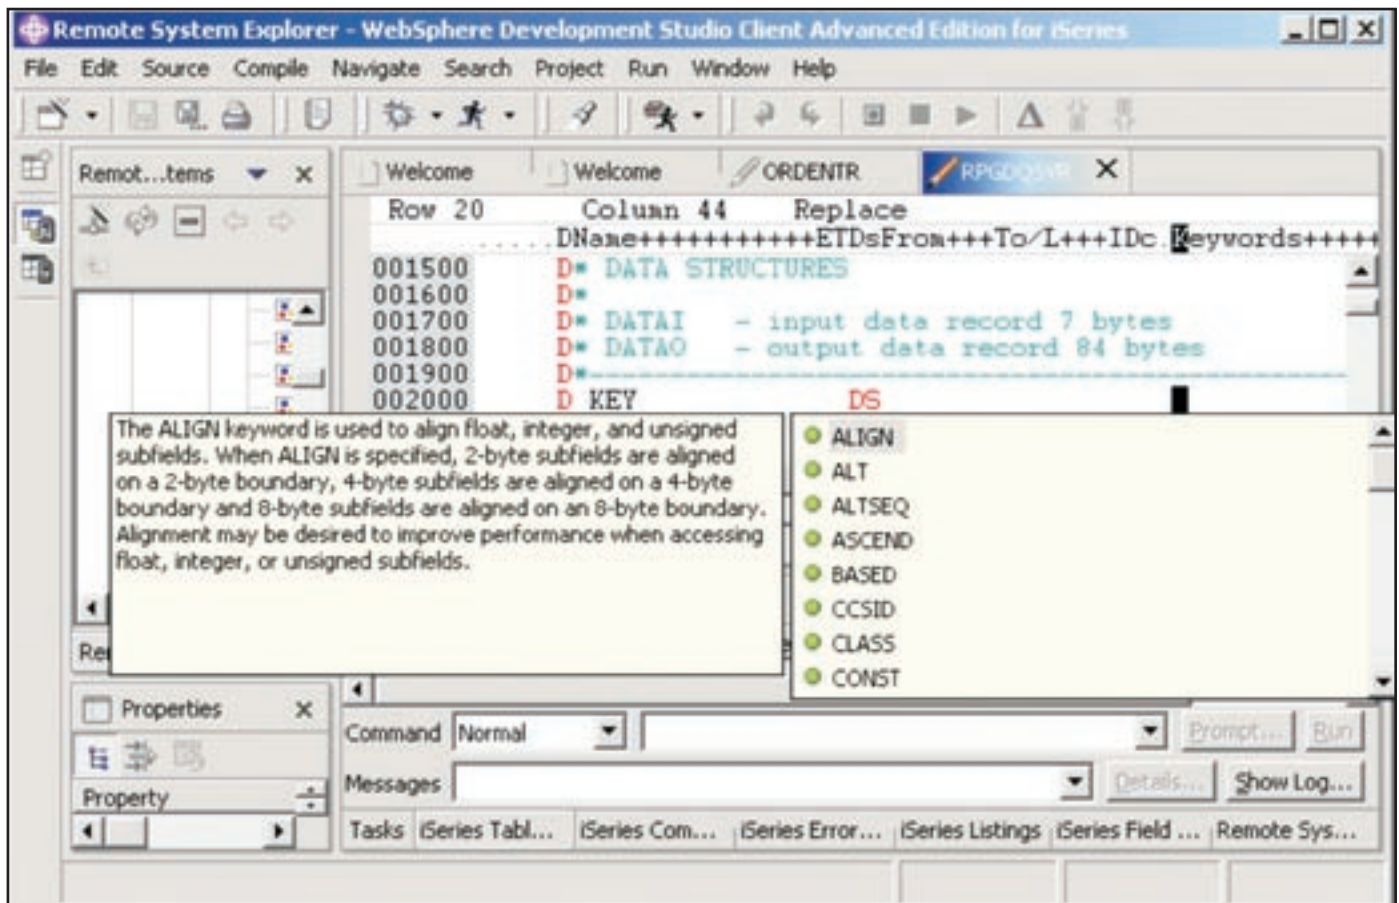 Remote System Explorer - WebSphere Development Studio Client Advanced Edition for iSeries
File Edit Source Compile Navigate Search Project Run Window Help
Remot...tems
Welcome
Welcome
ORDENTR
RPGDQSVR
Row 20 Column 44 Replace
.....DName+++++++++++ETDsFrom+++To/L+++IDc.Keywords+++++
001500 D* DATA STRUCTURES
001600 D*
001700 D* DATAI - input data record 7 bytes
001800 D* DATAO - output data record 84 bytes
001900 D*-----------------------------------------------
002000 D KEY DS
The ALIGN keyword is used to align float, integer, and unsigned
subfields. When ALIGN is specified, 2-byte subfields are aligned
on a 2-byte boundary, 4-byte subfields are aligned on a 4-byte
boundary and 8-byte subfields are aligned on an 8-byte boundary.
Alignment may be desired to improve performance when accessing
float, integer, or unsigned subfields.
ALIGN
ALT
ALTSEQ
ASCEND
BASED
CCSID
CLASS
CONST
Properties
Property
Command Normal Prompt... Run
Messages Details... Show Log...
Tasks iSeries Tabl... iSeries Com... iSeries Error... iSeries Listings iSeries Field ... Remote Sys...